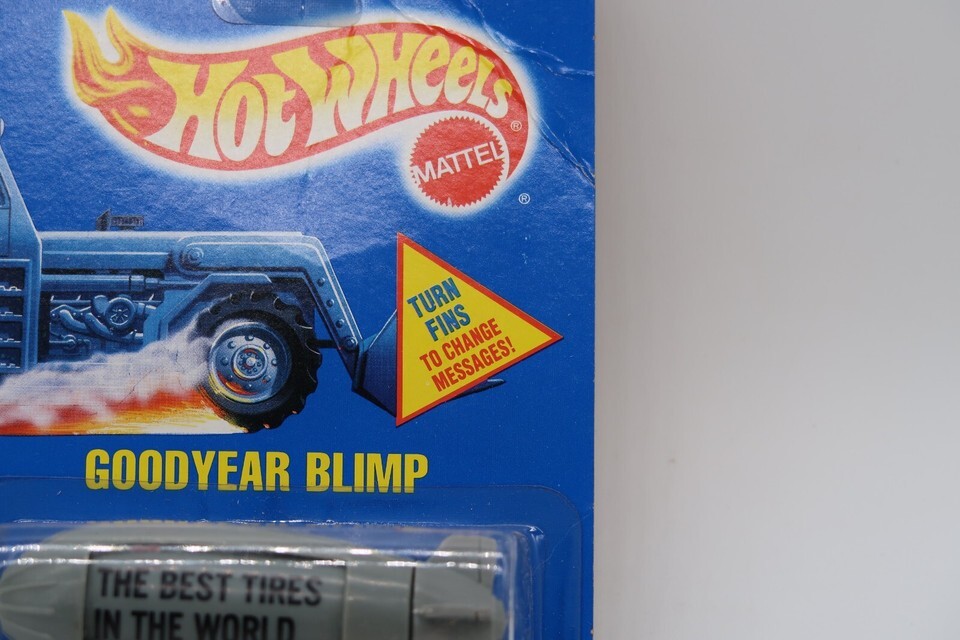 HOT WHEELS®
MATTEL
®
TURN
FINS
TO CHANGE
MESSAGES!
GOODYEAR BLIMP
THE BEST TIRES
IN THE WORLD